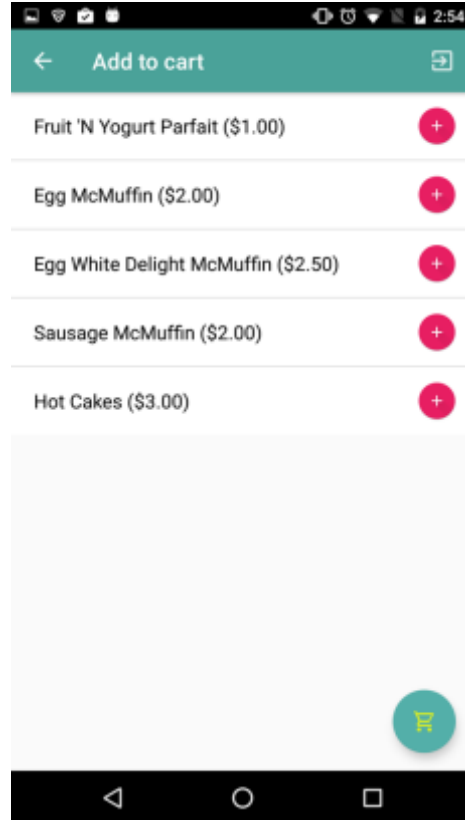 2:54
Add to cart
Fruit 'N Yogurt Parfait ($1.00)
Egg McMuffin ($2.00)
Egg White Delight McMuffin ($2.50)
Sausage McMuffin ($2.00)
Hot Cakes ($3.00)